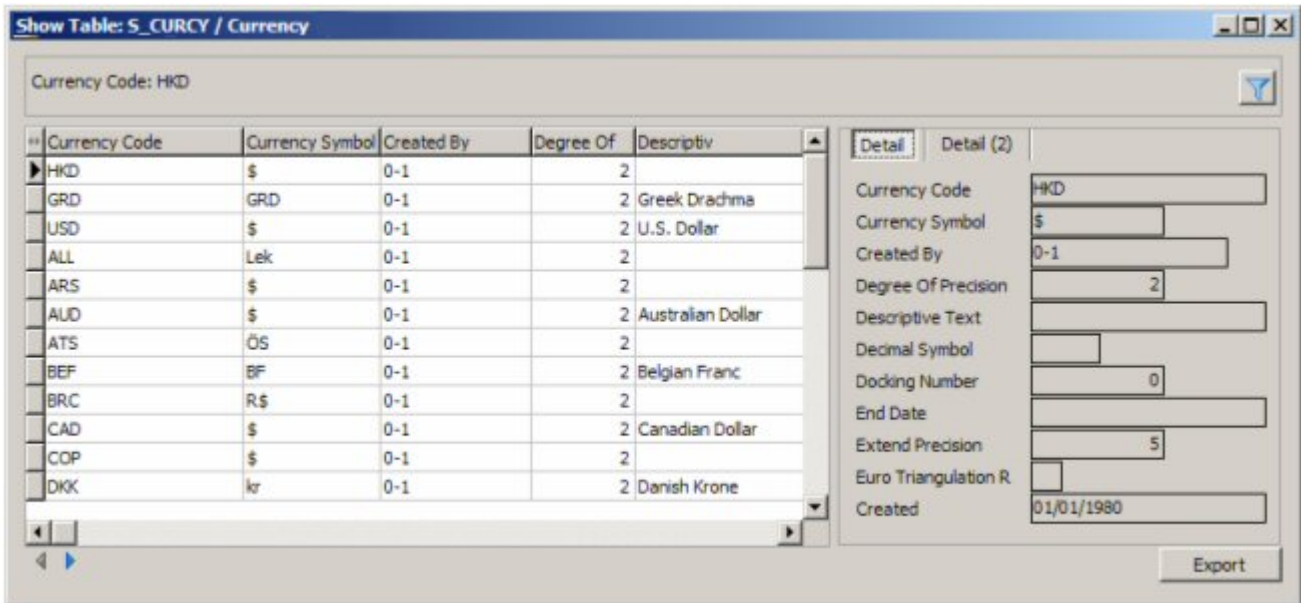 Show Table: S_CURCY / Currency
Currency Code: HKD
Currency Code Currency Symbol Created By Degree Of Descriptiv
HKD $ 0-1 2
GRD GRD 0-1 2 Greek Drachma
USD $ 0-1 2 U.S. Dollar
ALL Lek 0-1 2
ARS $ 0-1 2
AUD $ 0-1 2 Australian Dollar
ATS ÖS 0-1 2
BEF BF 0-1 2 Belgian Franc
BRC R$ 0-1 2
CAD $ 0-1 2 Canadian Dollar
COP $ 0-1 2
DKK kr 0-1 2 Danish Krone
Detail Detail (2)
Currency Code HKD
Currency Symbol $
Created By 0-1
Degree Of Precision 2
Descriptive Text
Decimal Symbol
Docking Number 0
End Date
Extend Precision 5
Euro Triangulation R
Created 01/01/1980
Export